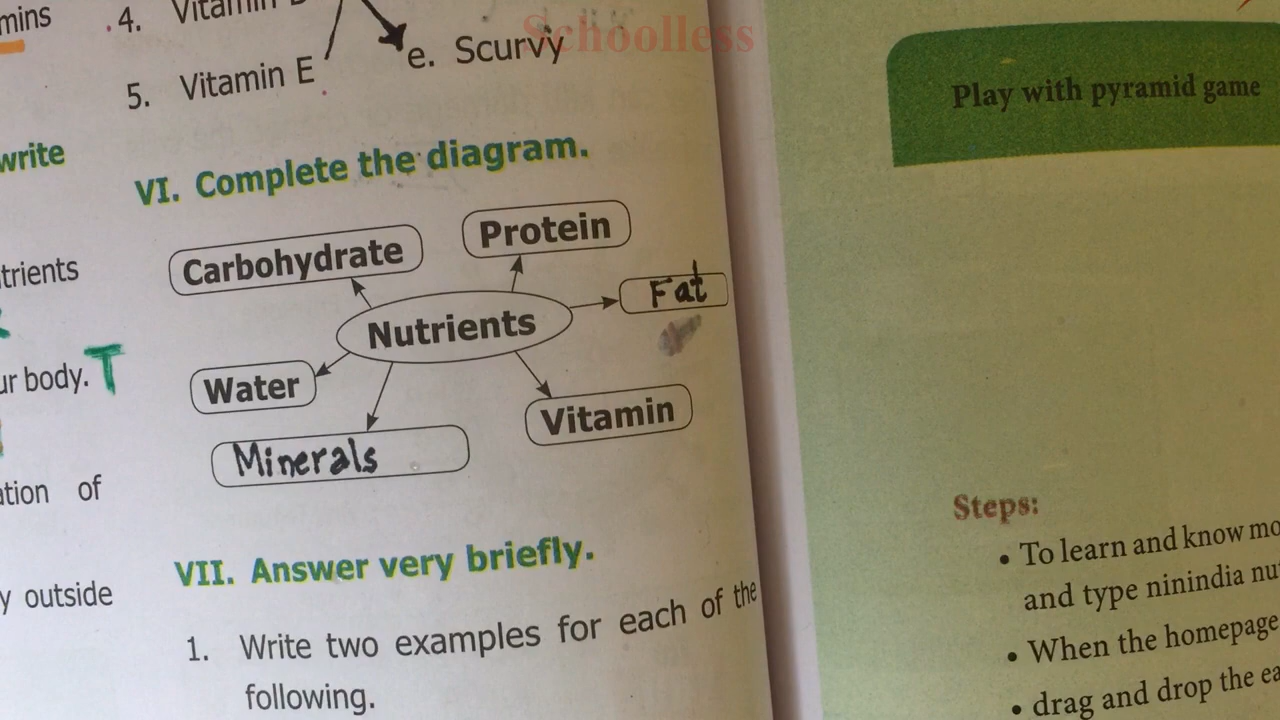 mins
4. Vitamin
5. Vitamin E
e. Scurvy
Schoolless
write
VI. Complete the diagram.
Carbohydrate
Protein
Fat
Nutrients
Water
Vitamin
Minerals
trients
ur body. T
ation of
y outside
VII. Answer very briefly.
1. Write two examples for each of the
following.
Play with pyramid game
Steps:
• To learn and know mo
and type ninindia nu
• When the homepage
• drag and drop the ea